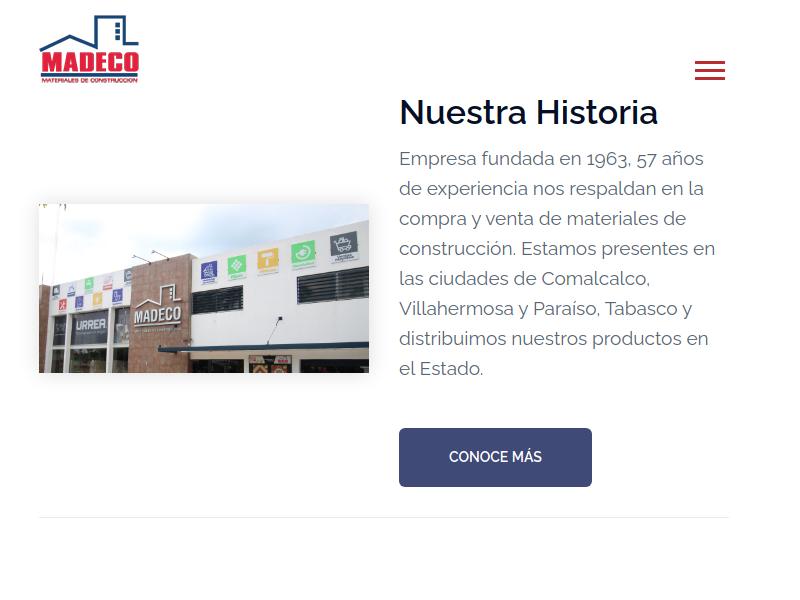 MADECO
MATERIALES DE CONSTRUCCIÓN
Nuestra Historia
Empresa fundada en 1963, 57 años
de experiencia nos respaldan en la
compra y venta de materiales de
construcción. Estamos presentes en
las ciudades de Comalcalco,
Villahermosa y Paraíso, Tabasco y
distribuimos nuestros productos en
el Estado.
URREA
MADECO
CONOCE MÁS